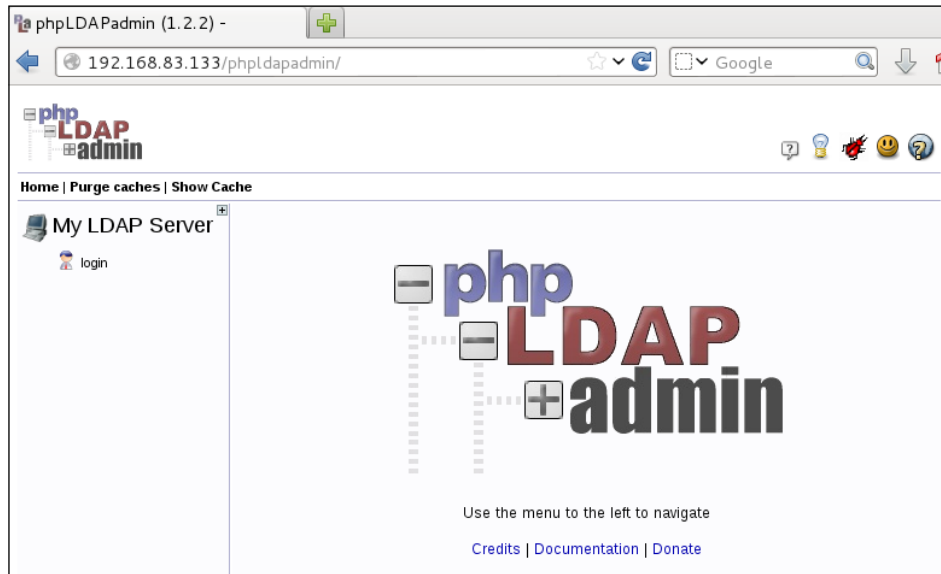 phpLDAPadmin (1.2.2) -
192.168.83.133/phpldapadmin/
Google
php
LDAP
admin
Home | Purge caches | Show Cache
My LDAP Server
login
php
LDAP
admin
Use the menu to the left to navigate
Credits | Documentation | Donate